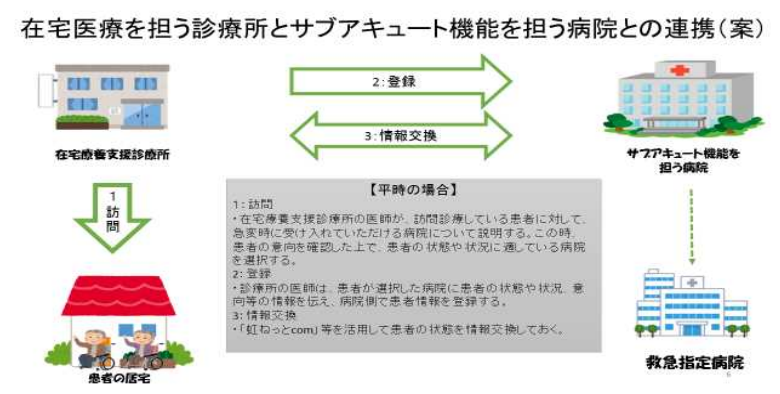 在宅医療を担う診療所とサブアキュート機能を担う病院との連携(案)
2:登録
3:情報交換
在宅療養支援診療所
サブアキュート機能を
担う病院
1
訪
問
【平時の場合】
1:訪問
・在宅療養支援診療所の医師が、訪問診療している患者に対して、
急変時に受け入れていただける病院について説明する。この時、
患者の意向を確認した上で、患者の状態や状況に適している病院
を選択する。
2:登録
・診療所の医師は、患者が選択した病院に患者の状態や状況、意
向等の情報を伝え、病院側で患者情報を登録する。
3:情報交換
・「虹ねっとcom」等を活用して患者の状態を情報交換しておく。
患者の居宅
救急指定病院
6